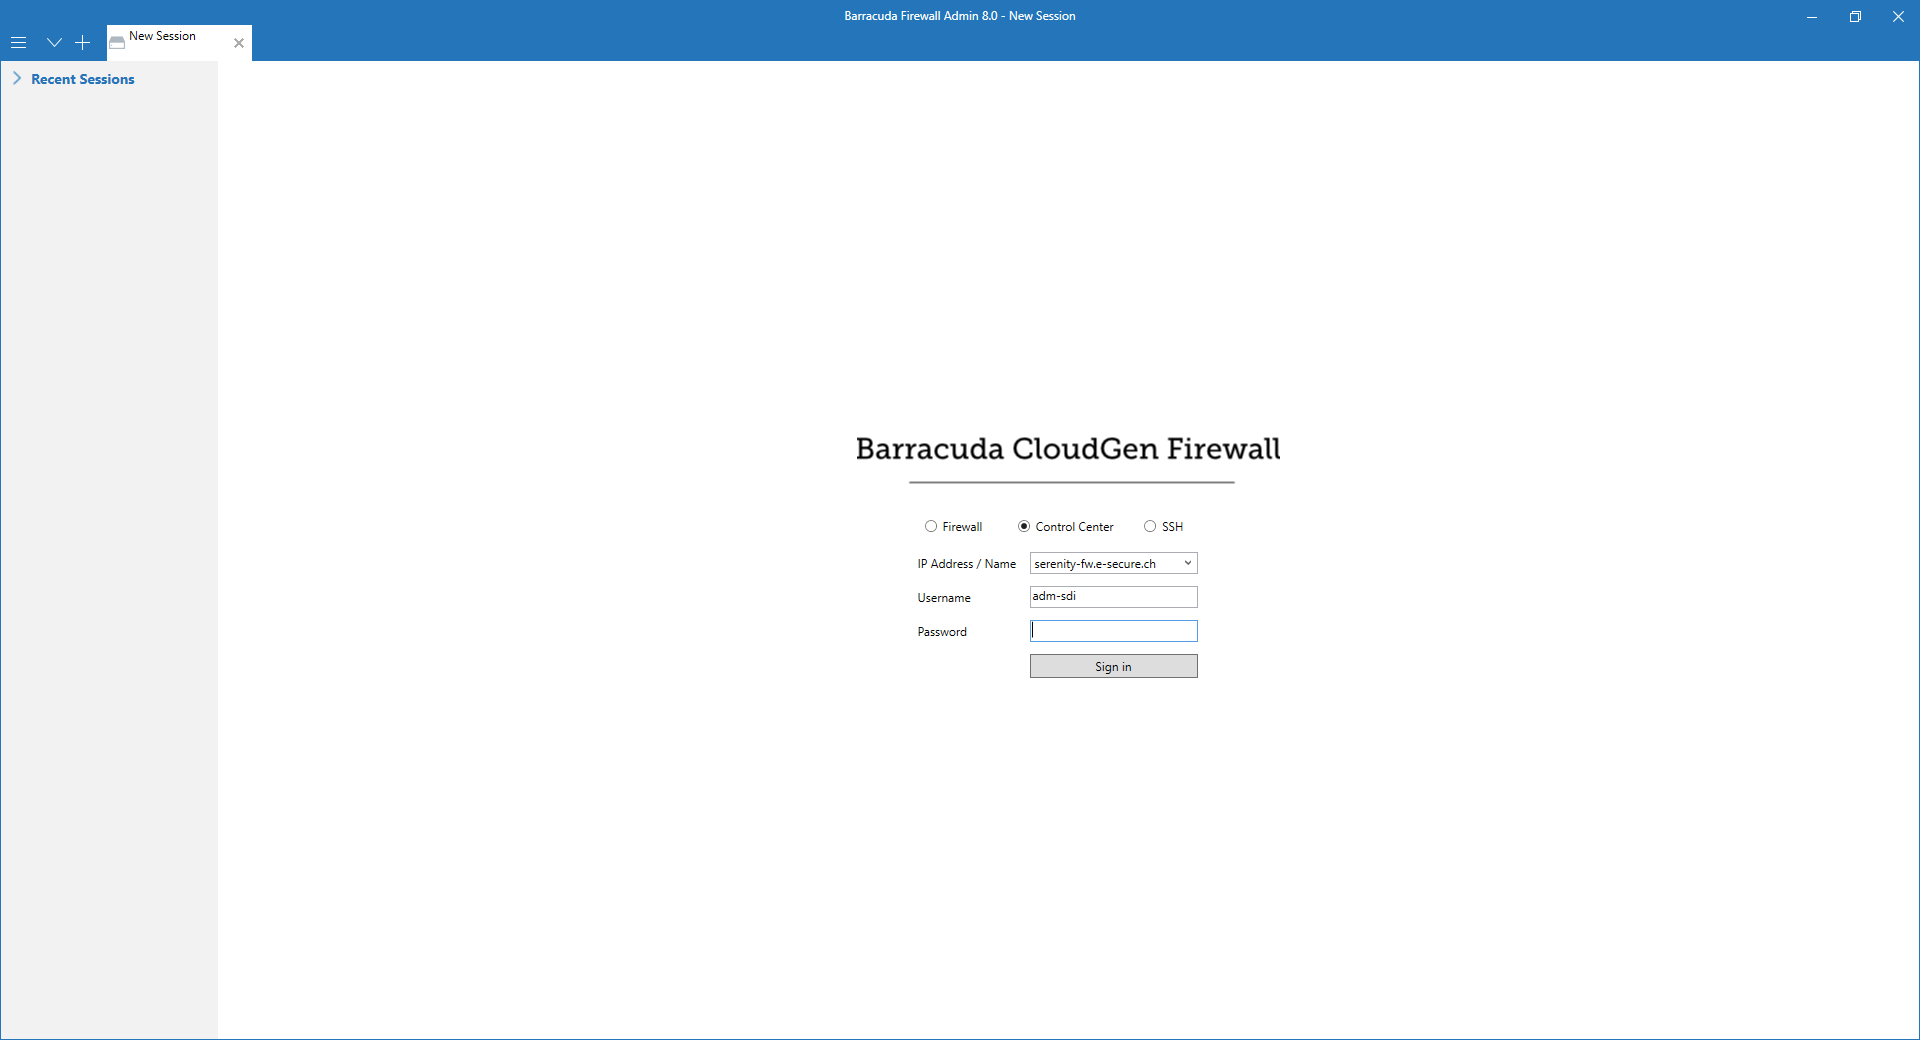 Barracuda Firewall Admin 8.0 - New Session
New Session
Recent Sessions
Barracuda CloudGen Firewall
Firewall
Control Center
SSH
IP Address / Name
serenity-fw.e-secure.ch
Username
adm-sdi
Password
Sign in